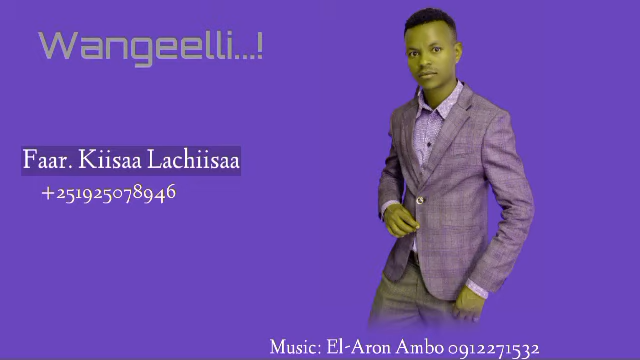 Wangeelli...!
Faar. Kiisaa Lachiisaa
+251925078946
Music: El-Aron Ambo 0912271532